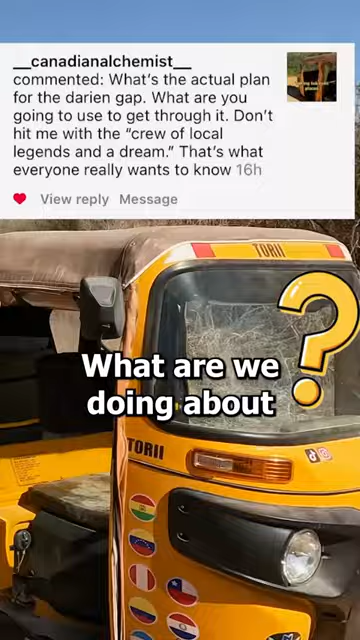 __canadianalchemist__
commented: What's the actual plan
for the darien gap. What are you
going to use to get through it. Don't
hit me with the “crew of local
legends and a dream.” That's what
everyone really wants to know 16h
View reply Message
TORII
?
What are we
doing about
TORII